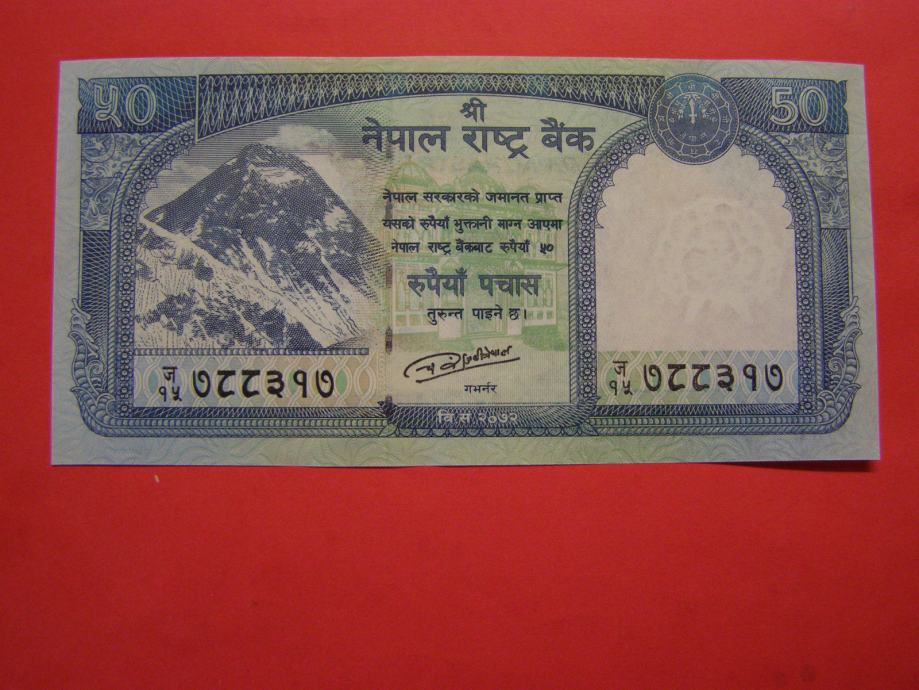 ५०
50
श्री
नेपाल राष्ट्र बैंक
नेपाल सरकारको जमानत प्राप्त
यसको रुपैयाँ भुक्तानी माग्न आएमा
नेपाल राष्ट्र बैंकबाट रुपैयाँ ५०
रुपैयाँ पचास
तुरुन्त पाइने छ।
गभर्नर
ज १५ ७८८३१७
ज १५ ७८८३१७
वि.सं.२०७२